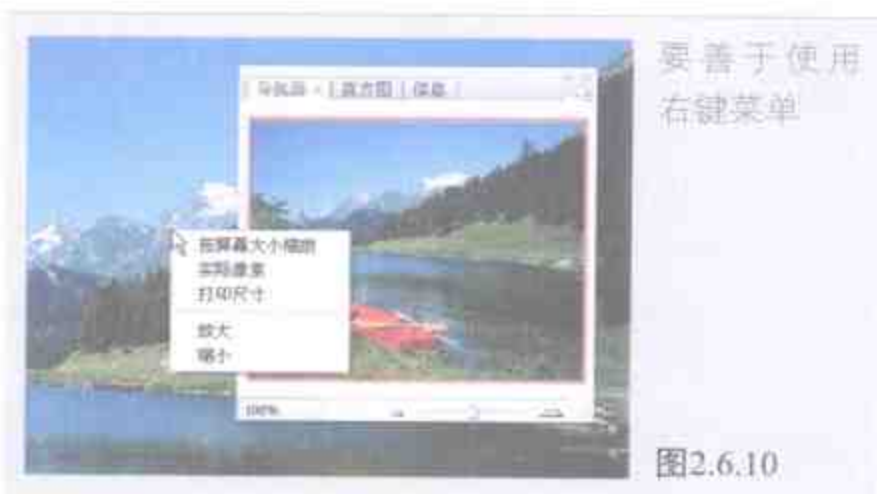 要善于使用
右键菜单
导航器 × 直方图 信息
按屏幕大小缩放
实际像素
打印尺寸
放大
缩小
100%
图2.6.10